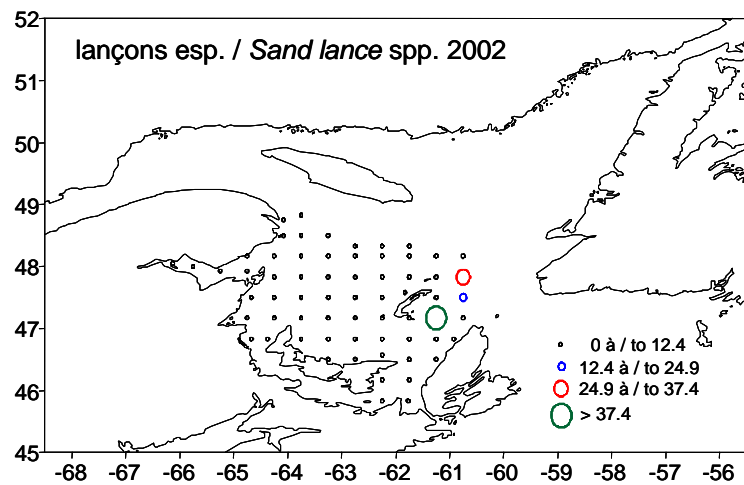 lançons esp. / Sand lance spp. 2002
52
51
50
49
48
47
46
45
0 à / to 12.4
12.4 à / to 24.9
24.9 à / to 37.4
> 37.4
-68 -67 -66 -65 -64 -63 -62 -61 -60 -59 -58 -57 -56